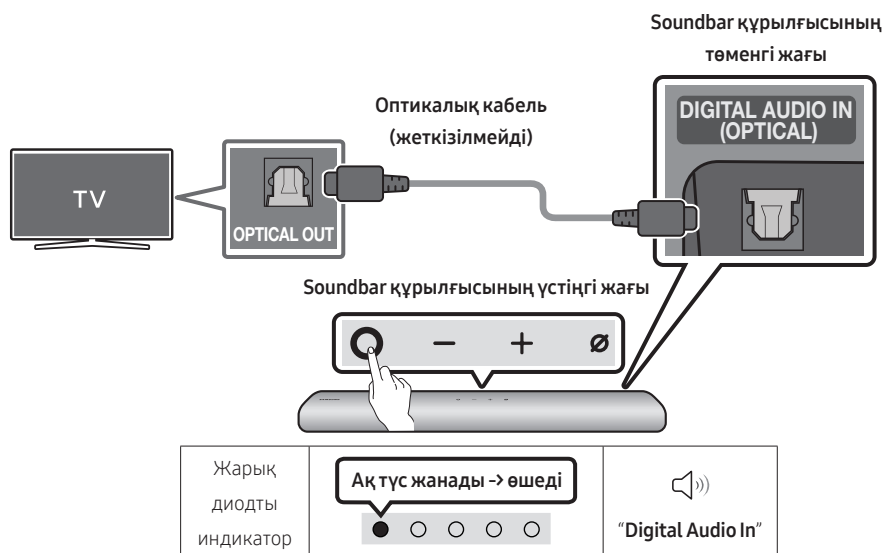 Soundbar құрылғысының
төменгі жағы
Оптикалық кабель
(жеткізілмейді)
DIGITAL AUDIO IN
(OPTICAL)
TV
OPTICAL OUT
Soundbar құрылғысының үстіңгі жағы
Жарық
диодты
индикатор
Ақ түс жанады -> өшеді
“Digital Audio In”